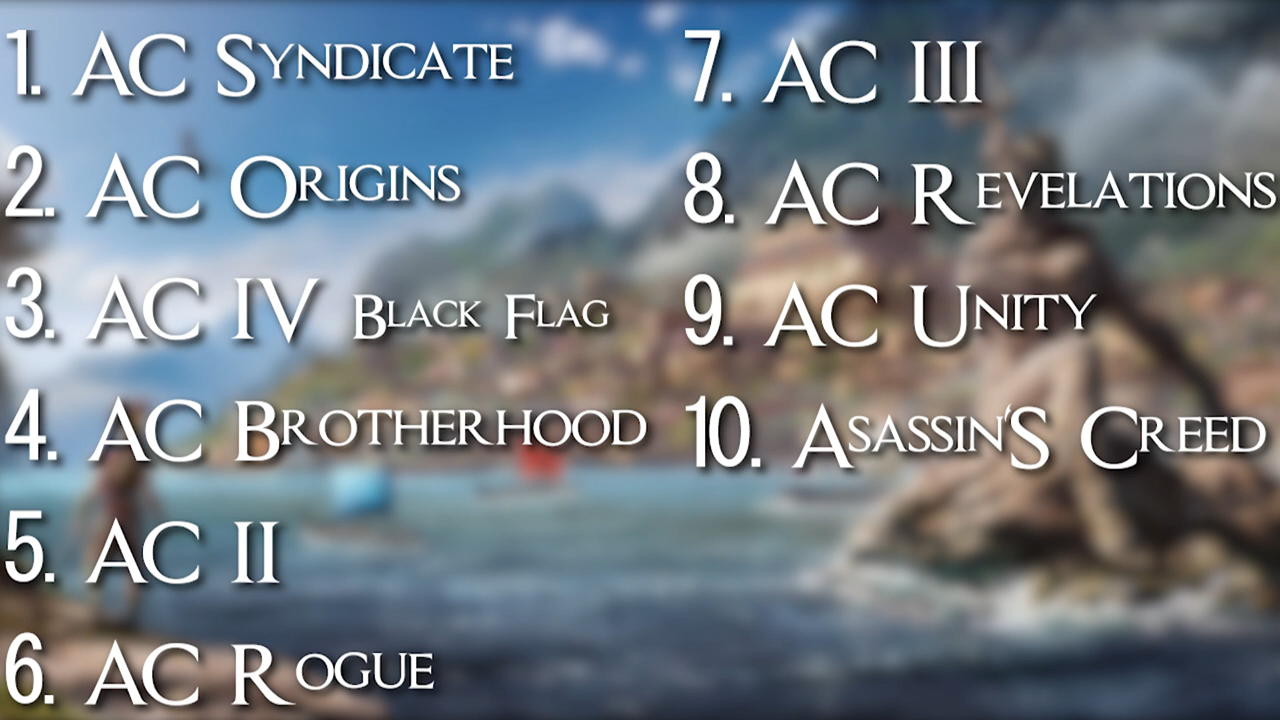 1. AC Syndicate
2. AC Origins
3. AC IV Black Flag
4. AC Brotherhood
5. AC II
6. AC Rogue
7. AC III
8. AC Revelations
9. AC Unity
10. Asassin'S Creed